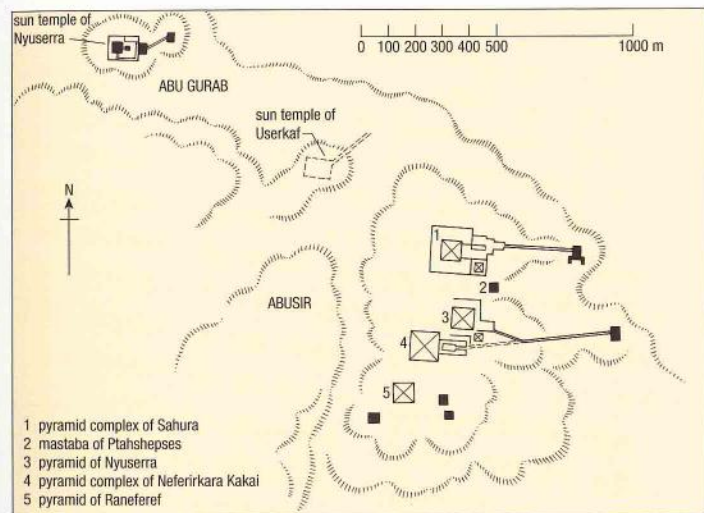 sun temple of
Nyuserra
0 100 200 300 400 500 1000 m
ABU GURAB
sun temple of
Userkaf
N
1
2
ABUSIR
3
4
5
1 pyramid complex of Sahura
2 mastaba of Ptahshepses
3 pyramid of Nyuserra
4 pyramid complex of Neferirkara Kakai
5 pyramid of Raneferef